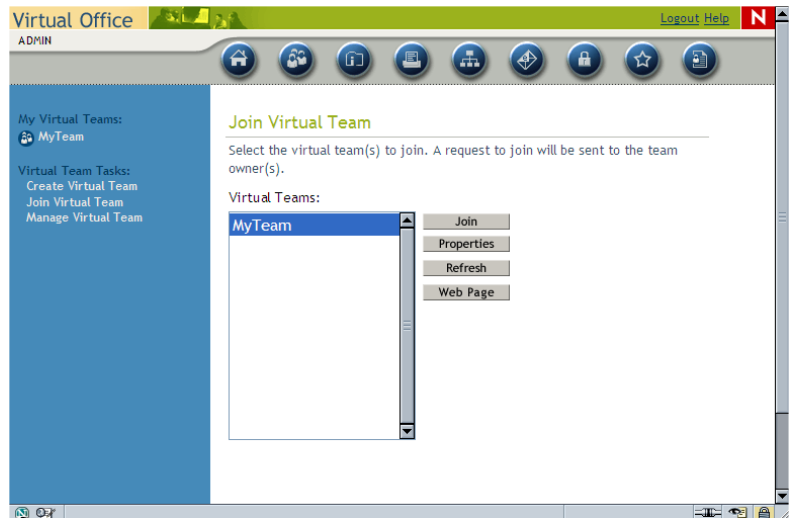 Virtual Office
Logout Help
N
ADMIN
My Virtual Teams:
MyTeam
Virtual Team Tasks:
Create Virtual Team
Join Virtual Team
Manage Virtual Team
Join Virtual Team
Select the virtual team(s) to join. A request to join will be sent to the team
owner(s).
Virtual Teams:
MyTeam
Join
Properties
Refresh
Web Page